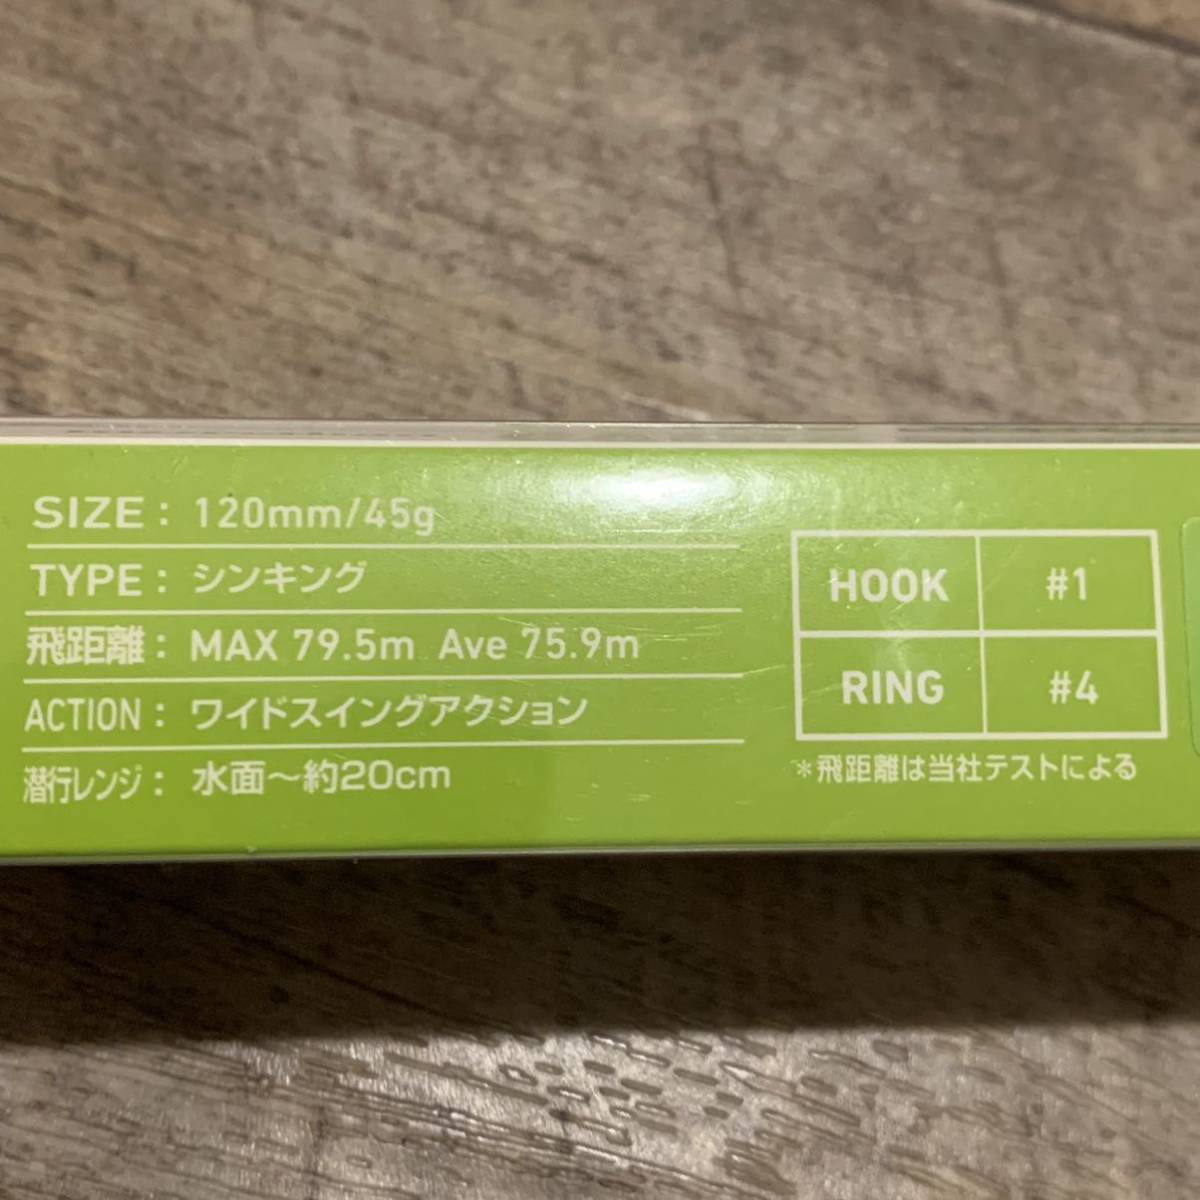 SIZE : 120mm/45g
TYPE : シンキング
飛距離 : MAX 79.5m Ave 75.9m
ACTION : ワイドスイングアクション
潜行レンジ : 水面～約20cm
HOOK #1
RING #4
*飛距離は当社テストによる